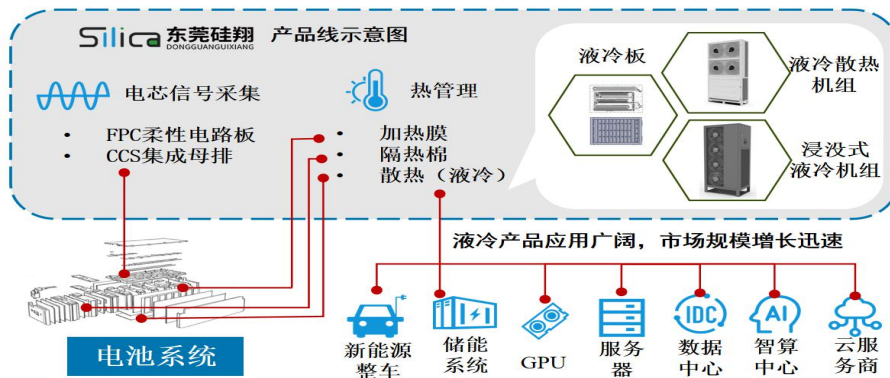 Silica 东莞硅翔 产品线示意图
DONGGUANGUIXIANG
电芯信号采集
• FPC柔性电路板
• CCS集成母排
热管理
• 加热膜
• 隔热棉
• 散热（液冷）
液冷板
液冷散热
机组
浸没式
液冷机组
液冷产品应用广阔，市场规模增长迅速
电池系统
新能源
整车
储能
系统
GPU
服务
器
IDC
数据
中心
AI
智算
中心
云服
务商